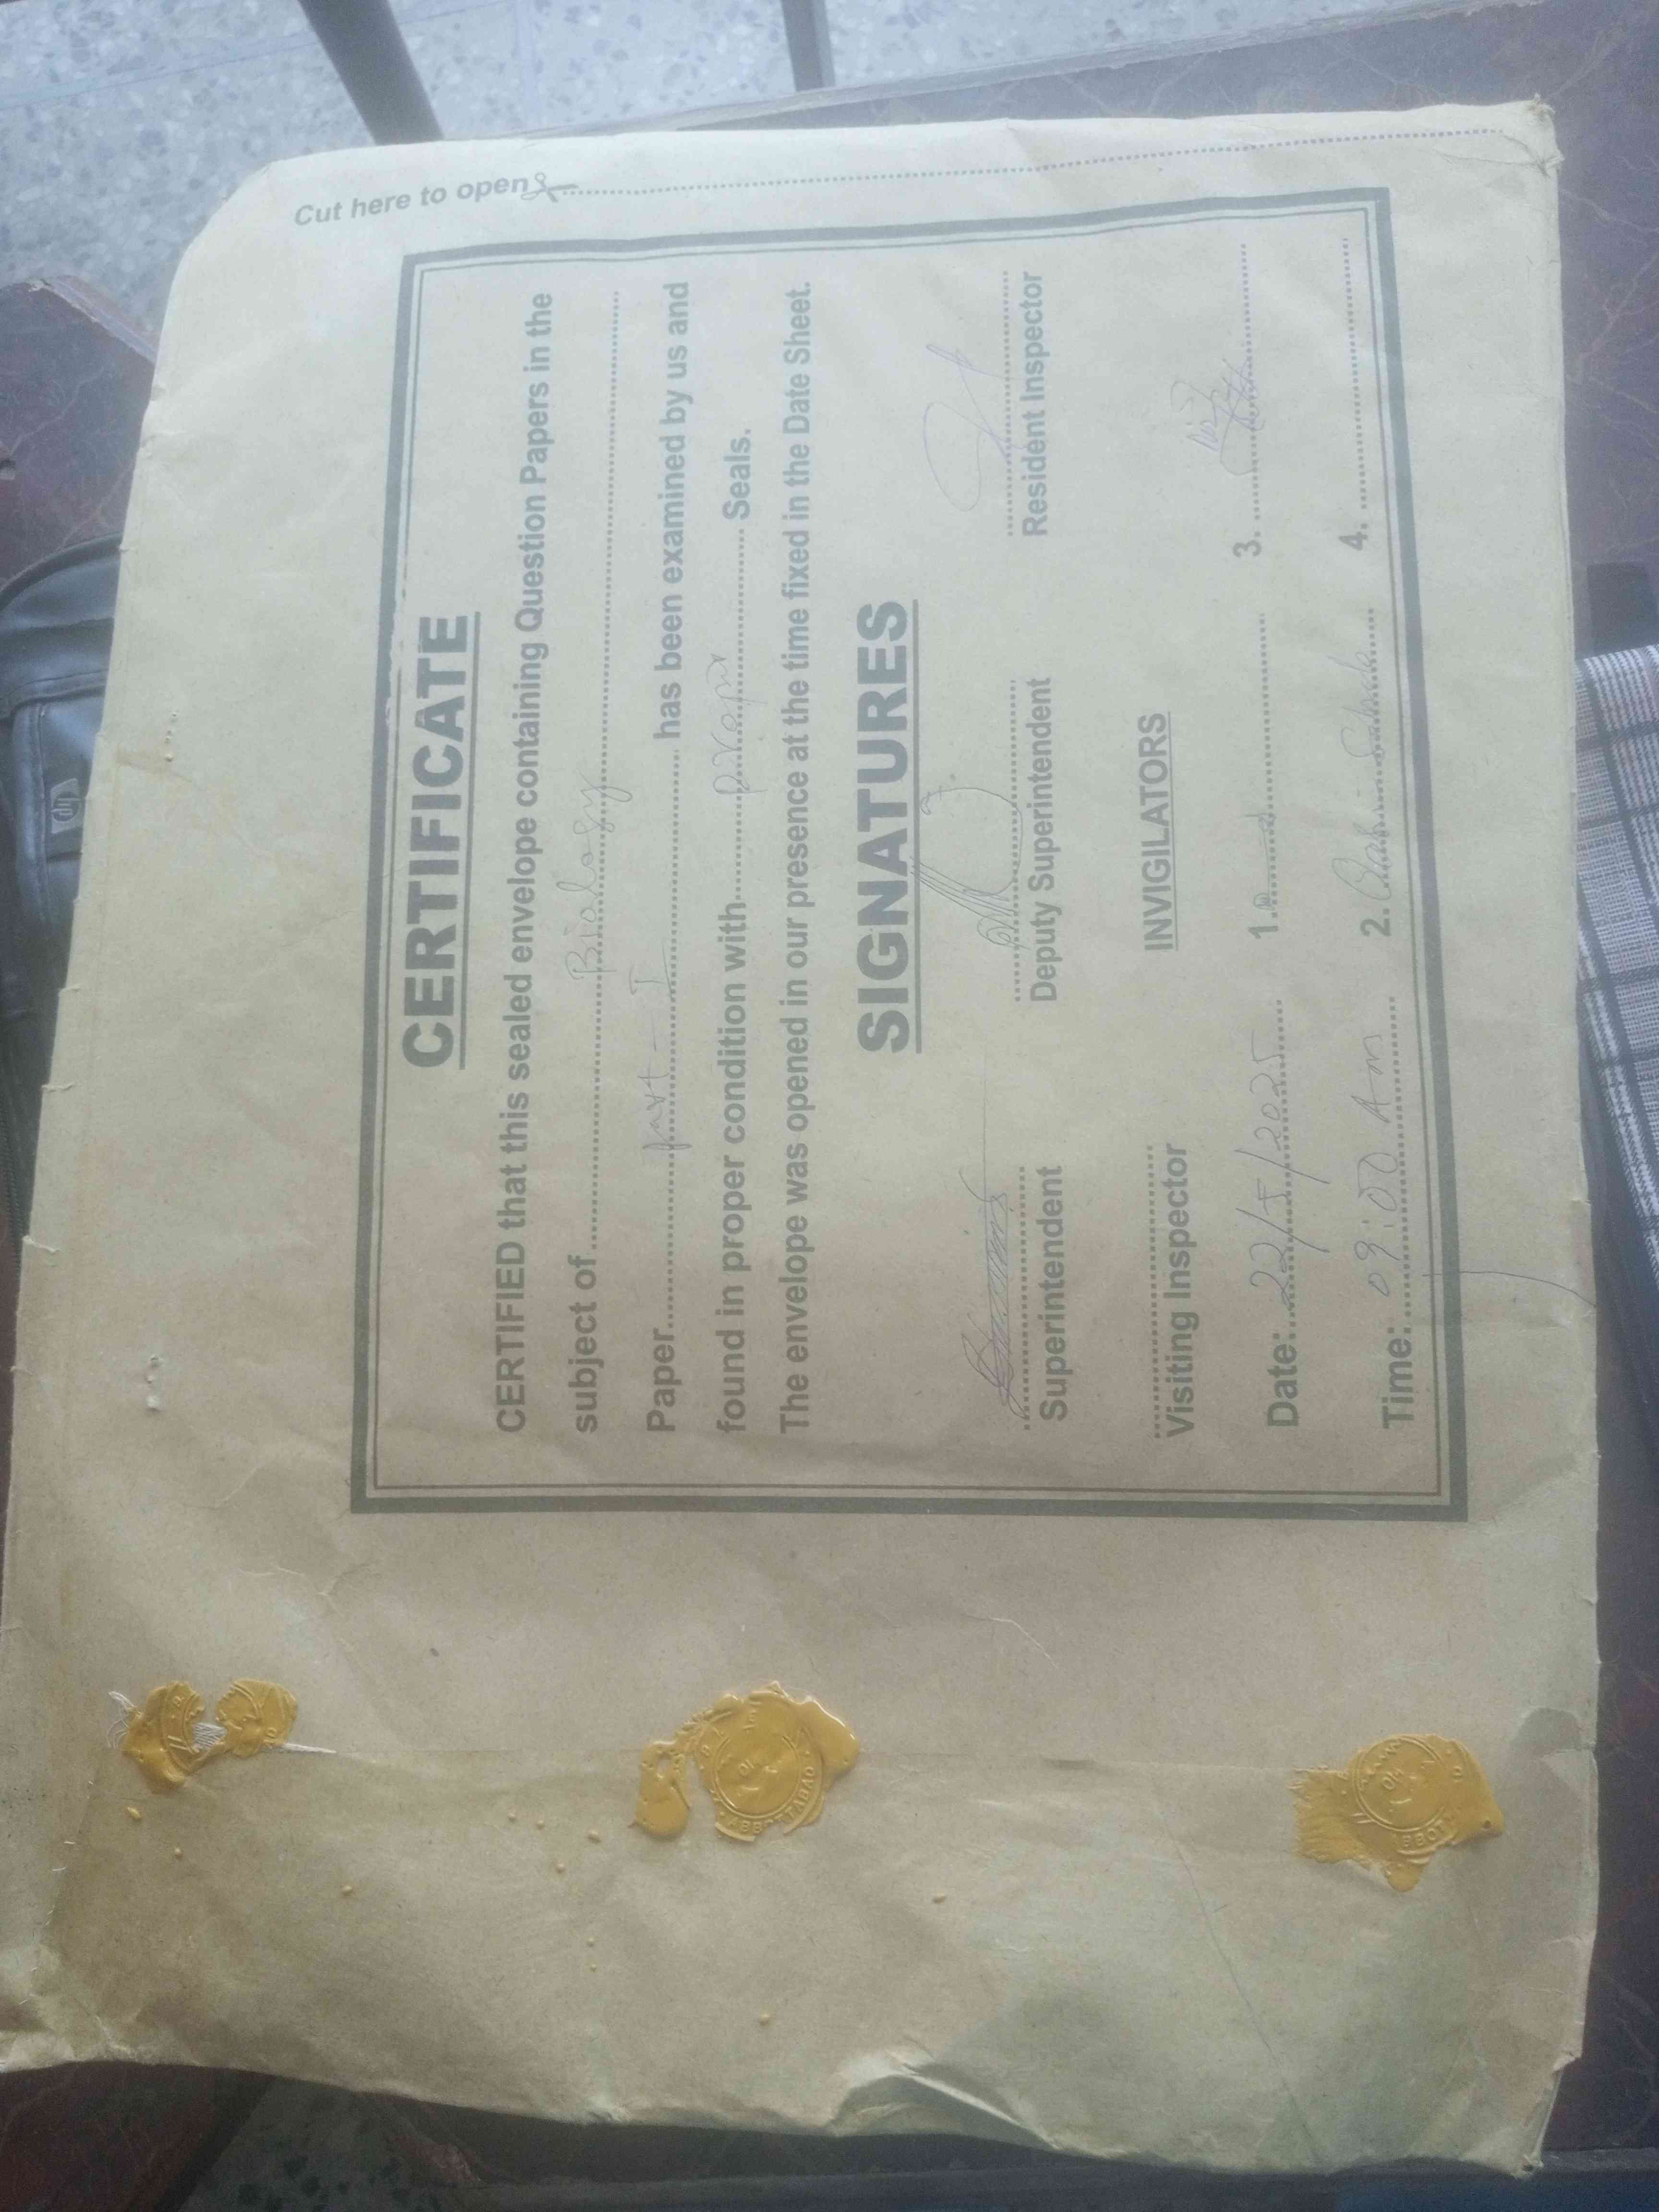 Cut here to open
CERTIFICATE
CERTIFIED that this sealed envelope containing Question Papers in the
subject of Biology
Paper part - I has been examined by us and
found in proper condition with proper Seals.
The envelope was opened in our presence at the time fixed in the Date Sheet.
SIGNATURES
Superintendent Deputy Superintendent Resident Inspector
INVIGILATORS
Visiting Inspector
Date: 22/5/2025 1. 3.
Time: 09:00 Am 2. 4.
ABBOTTABAD
ABBOT
hp